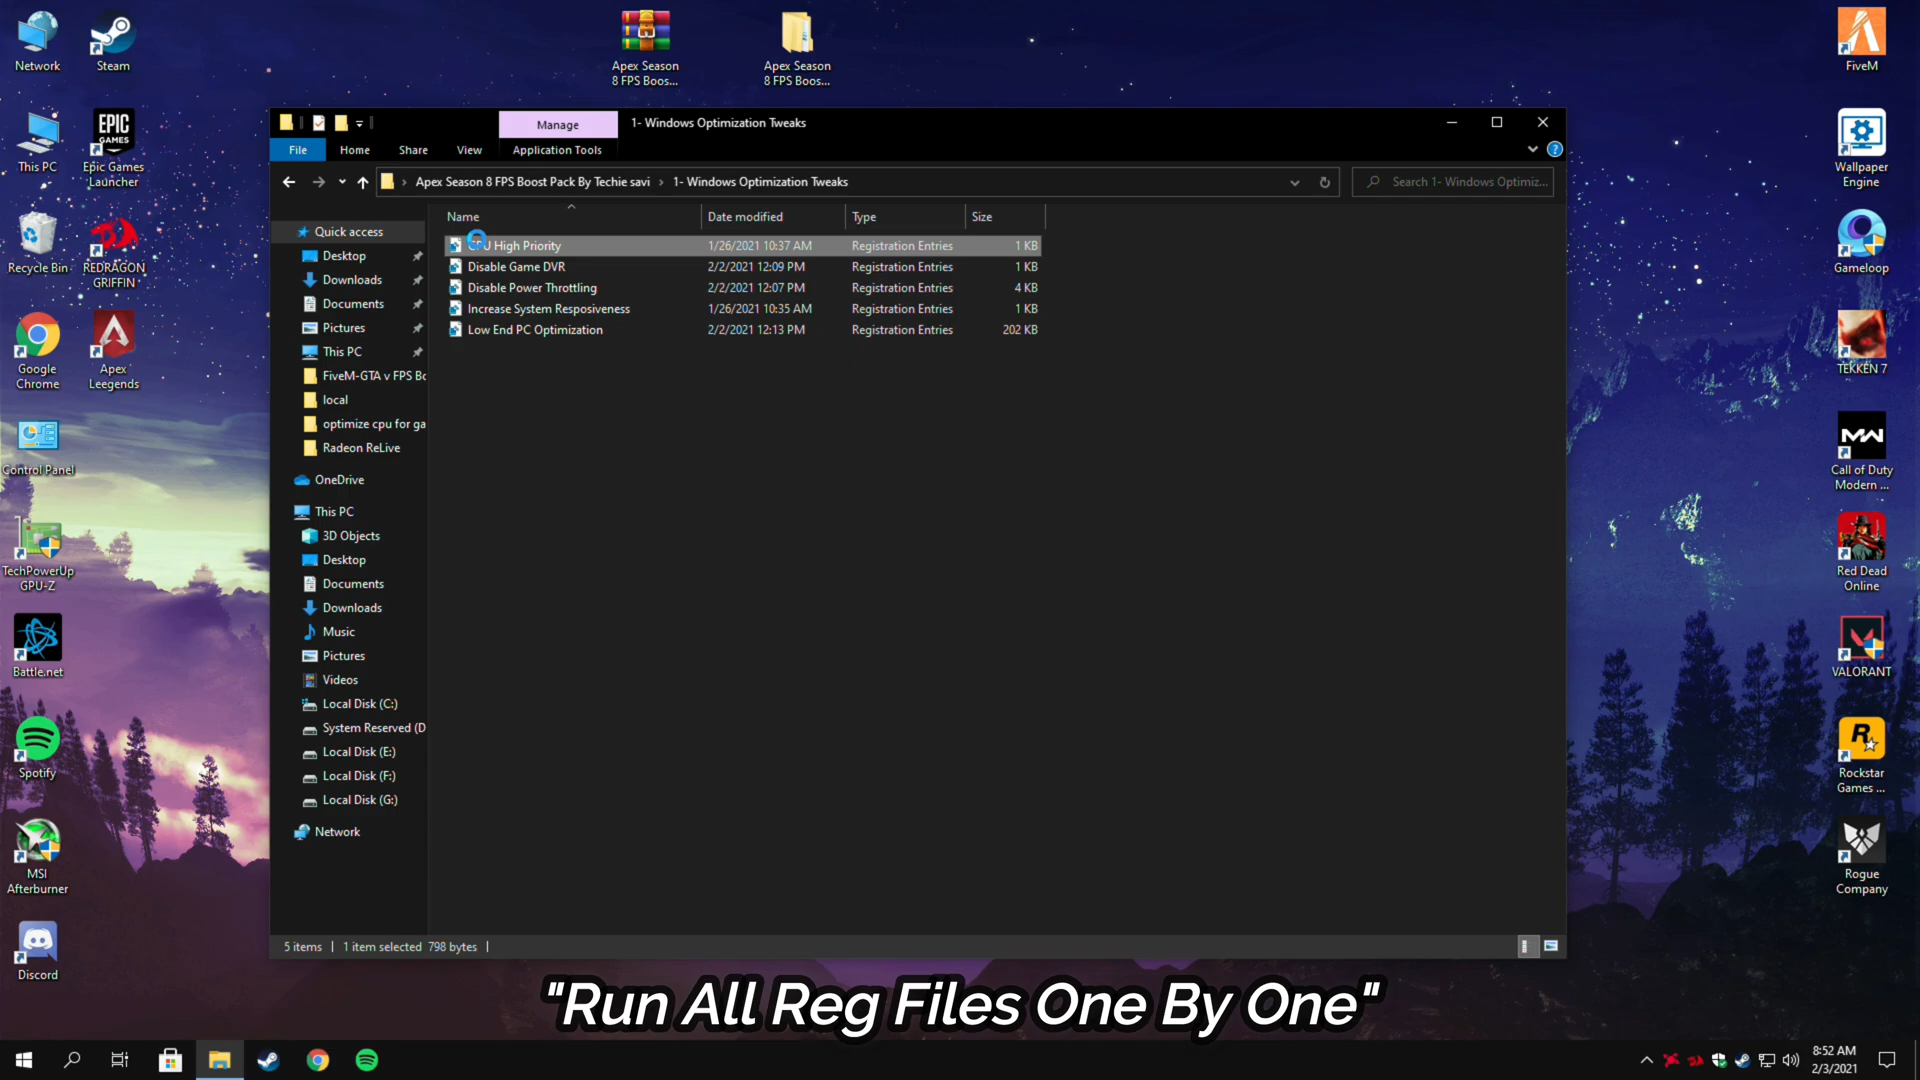 Network
Steam
Apex Season
8 FPS Boos...
Apex Season
8 FPS Boos...
FiveM
This PC
EPIC
GAMES
Epic Games
Launcher
Wallpaper
Engine
Recycle Bin
REDRAGON
GRIFFIN
Gameloop
Google
Chrome
Apex
Leegends
TEKKEN 7
Control Panel
Call of Duty
Modern ...
TechPowerUp
GPU-Z
Red Dead
Online
Battle.net
VALORANT
Spotify
Rockstar
Games ...
MSI
Afterburner
Rogue
Company
Discord
Manage
1- Windows Optimization Tweaks
File
Home
Share
View
Application Tools
Apex Season 8 FPS Boost Pack By Techie savi
1- Windows Optimization Tweaks
Search 1- Windows Optimiz...
Name
Date modified
Type
Size
High Priority 1/26/2021 10:37 AM Registration Entries 1 KB
Disable Game DVR 2/2/2021 12:09 PM Registration Entries 1 KB
Disable Power Throttling 2/2/2021 12:07 PM Registration Entries 4 KB
Increase System Resposiveness 1/26/2021 10:35 AM Registration Entries 1 KB
Low End PC Optimization 2/2/2021 12:13 PM Registration Entries 202 KB
Quick access
Desktop
Downloads
Documents
Pictures
This PC
FiveM-GTA v FPS Bo
local
optimize cpu for ga
Radeon ReLive
OneDrive
This PC
3D Objects
Desktop
Documents
Downloads
Music
Pictures
Videos
Local Disk (C:)
System Reserved (D
Local Disk (E:)
Local Disk (F:)
Local Disk (G:)
Network
5 items
1 item selected 798 bytes
"Run All Reg Files One By One"
8:52 AM
2/3/2021